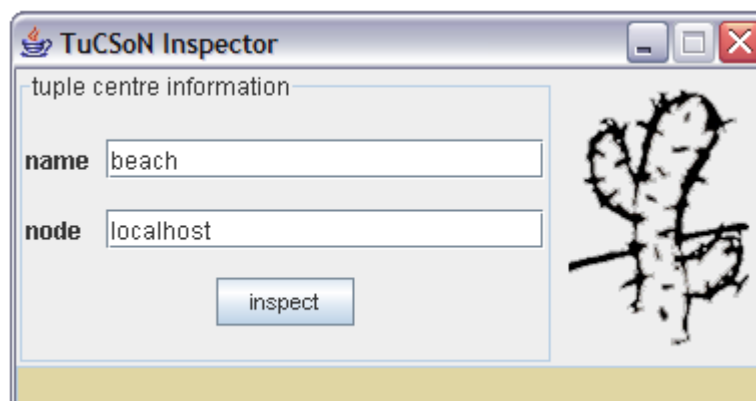 TuCSoN Inspector
tuple centre information
name beach
node localhost
inspect